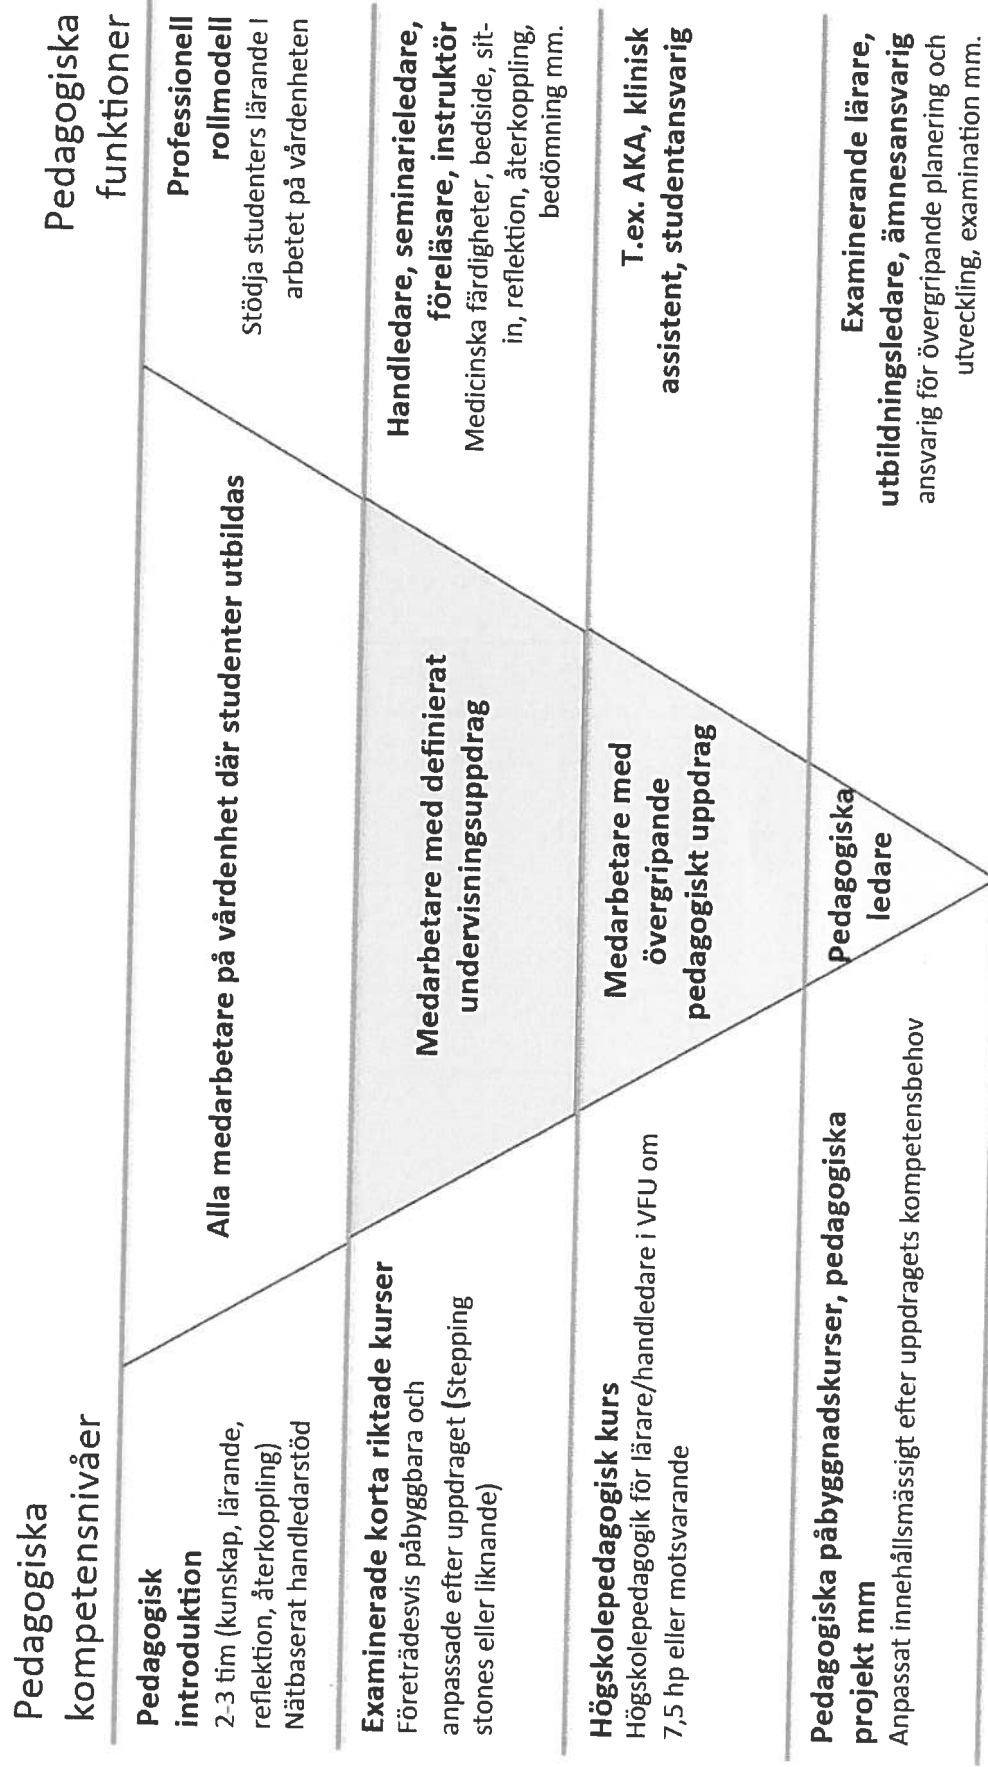 Pedagogiska
kompetensnivåer
Pedagogiska
funktioner
Pedagogisk
introduktion
2-3 tim (kunskap, lärande,
reflektion, återkoppling)
Nätbaserat handledarstöd
Alla medarbetare på vårdenhet där studenter utbildas
Professionell
rollmodell
Stödja studenters lärande I
arbetet på vårdenheten
Examinerade korta riktade kurser
Företrädesvis påbyggbara och
anpassade efter uppdraget (Stepping
stones eller liknande)
Medarbetare med definierat
undervisningsuppdrag
Handledare, seminarieledare,
föreläsare, instruktör
Medicinska färdigheter, bedside, sit-
in, reflektion, återkoppling,
bedömning mm.
Högskolepedagogisk kurs
Högskolepedagogik för lärare/handledare i VFU om
7,5 hp eller motsvarande
Medarbetare med
övergripande
pedagogiskt uppdrag
T.ex. AKA, klinisk
assistent, studentansvarig
Pedagogiska påbyggnadskurser, pedagogiska
projekt mm
Anpassat innehållsmässigt efter uppdragets kompetensbehov
Pedagogiska
ledare
Examinerande lärare,
utbildningsledare, ämnesansvarig
ansvarig för övergripande planering och
utveckling, examination mm.